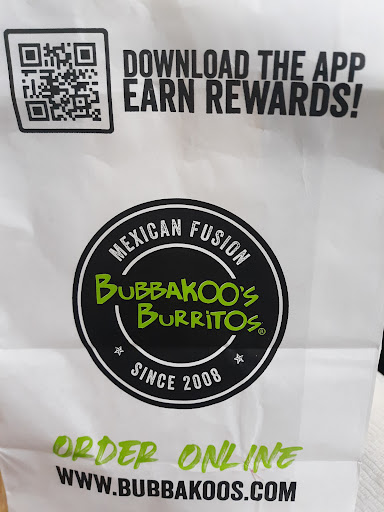 DOWNLOAD THE APP
EARN REWARDS!
MEXICAN FUSION
BUBBAKOO'S
BURRITOS®
SINCE 2008
ORDER ONLINE
WWW.BUBBAKOOS.COM